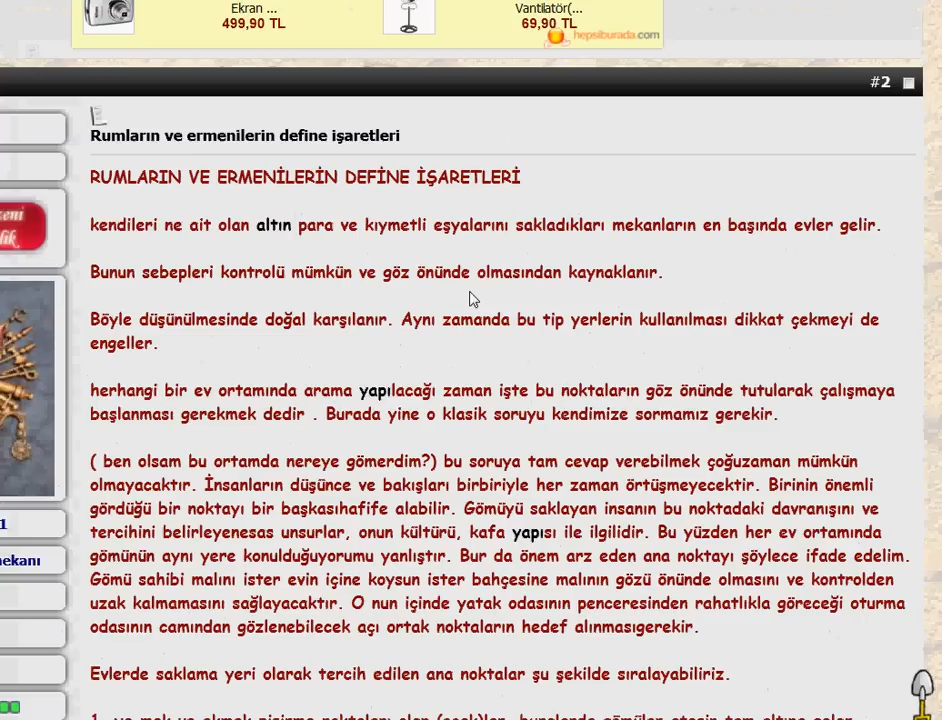 Ekran ...
499,90 TL
Vantilatör(...
69,90 TL
hepsiburada.com
#2
Rumların ve ermenilerin define işaretleri
RUMLARIN VE ERMENİLERİN DEFİNE İŞARETLERİ
kendileri ne ait olan altın para ve kıymetli eşyalarını sakladıkları mekanların en başında evler gelir.
Bunun sebepleri kontrolü mümkün ve göz önünde olmasından kaynaklanır.
Böyle düşünülmesinde doğal karşılanır. Aynı zamanda bu tip yerlerin kullanılması dikkat çekmeyi de
engeller.
herhangi bir ev ortamında arama yapılacağı zaman işte bu noktaların göz önünde tutularak çalışmaya
başlanması gerekmek dedir . Burada yine o klasik soruyu kendimize sormamız gerekir.
( ben olsam bu ortamda nereye gömerdim?) bu soruya tam cevap verebilmek çoğuzaman mümkün
olmayacaktır. İnsanların düşünce ve bakışları birbiriyle her zaman örtüşmeyecektir. Birinin önemli
gördüğü bir noktayı bir başkasıhafife alabilir. Gömüyü saklayan insanın bu noktadaki davranışını ve
tercihini belirleyenesas unsurlar, onun kültürü, kafa yapısı ile ilgilidir. Bu yüzden her ev ortamında
gömünün aynı yere konulduğuyorumu yanlıştır. Bur da önem arz eden ana noktayı şöylece ifade edelim.
Gömü sahibi malını ister evin içine koysun ister bahçesine malının gözü önünde olmasını ve kontrolden
uzak kalmamasını sağlayacaktır. O nun içinde yatak odasının penceresinden rahatlıkla göreceği oturma
odasının camından gözlenebilecek açı ortak noktaların hedef alınmasıgerekir.
1
mekanı
Evlerde saklama yeri olarak tercih edilen ana noktalar şu şekilde sıralayabiliriz.